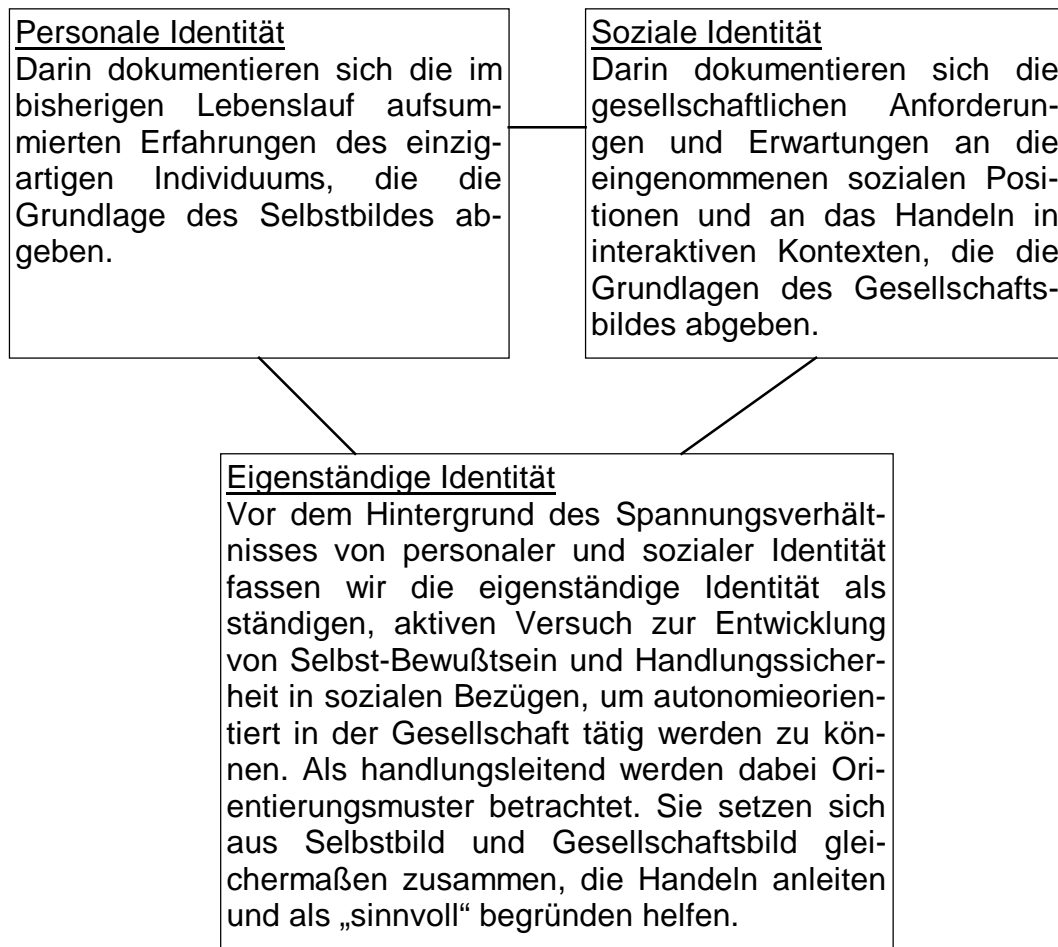 Personale Identität
Darin dokumentieren sich die im
bisherigen Lebenslauf aufsum-
mierten Erfahrungen des einzig-
artigen Individuums, die die
Grundlage des Selbstbildes ab-
geben.
Soziale Identität
Darin dokumentieren sich die
gesellschaftlichen Anforderun-
gen und Erwartungen an die
eingenommenen sozialen Posi-
tionen und an das Handeln in
interaktiven Kontexten, die die
Grundlagen des Gesellschafts-
bildes abgeben.
Eigenständige Identität
Vor dem Hintergrund des Spannungsverhält-
nisses von personaler und sozialer Identität
fassen wir die eigenständige Identität als
ständigen, aktiven Versuch zur Entwicklung
von Selbst-Bewußtsein und Handlungssicher-
heit in sozialen Bezügen, um autonomieorien-
tiert in der Gesellschaft tätig werden zu kön-
nen. Als handlungsleitend werden dabei Ori-
entierungsmuster betrachtet. Sie setzen sich
aus Selbstbild und Gesellschaftsbild glei-
chermaßen zusammen, die Handeln anleiten
und als „sinnvoll“ begründen helfen.